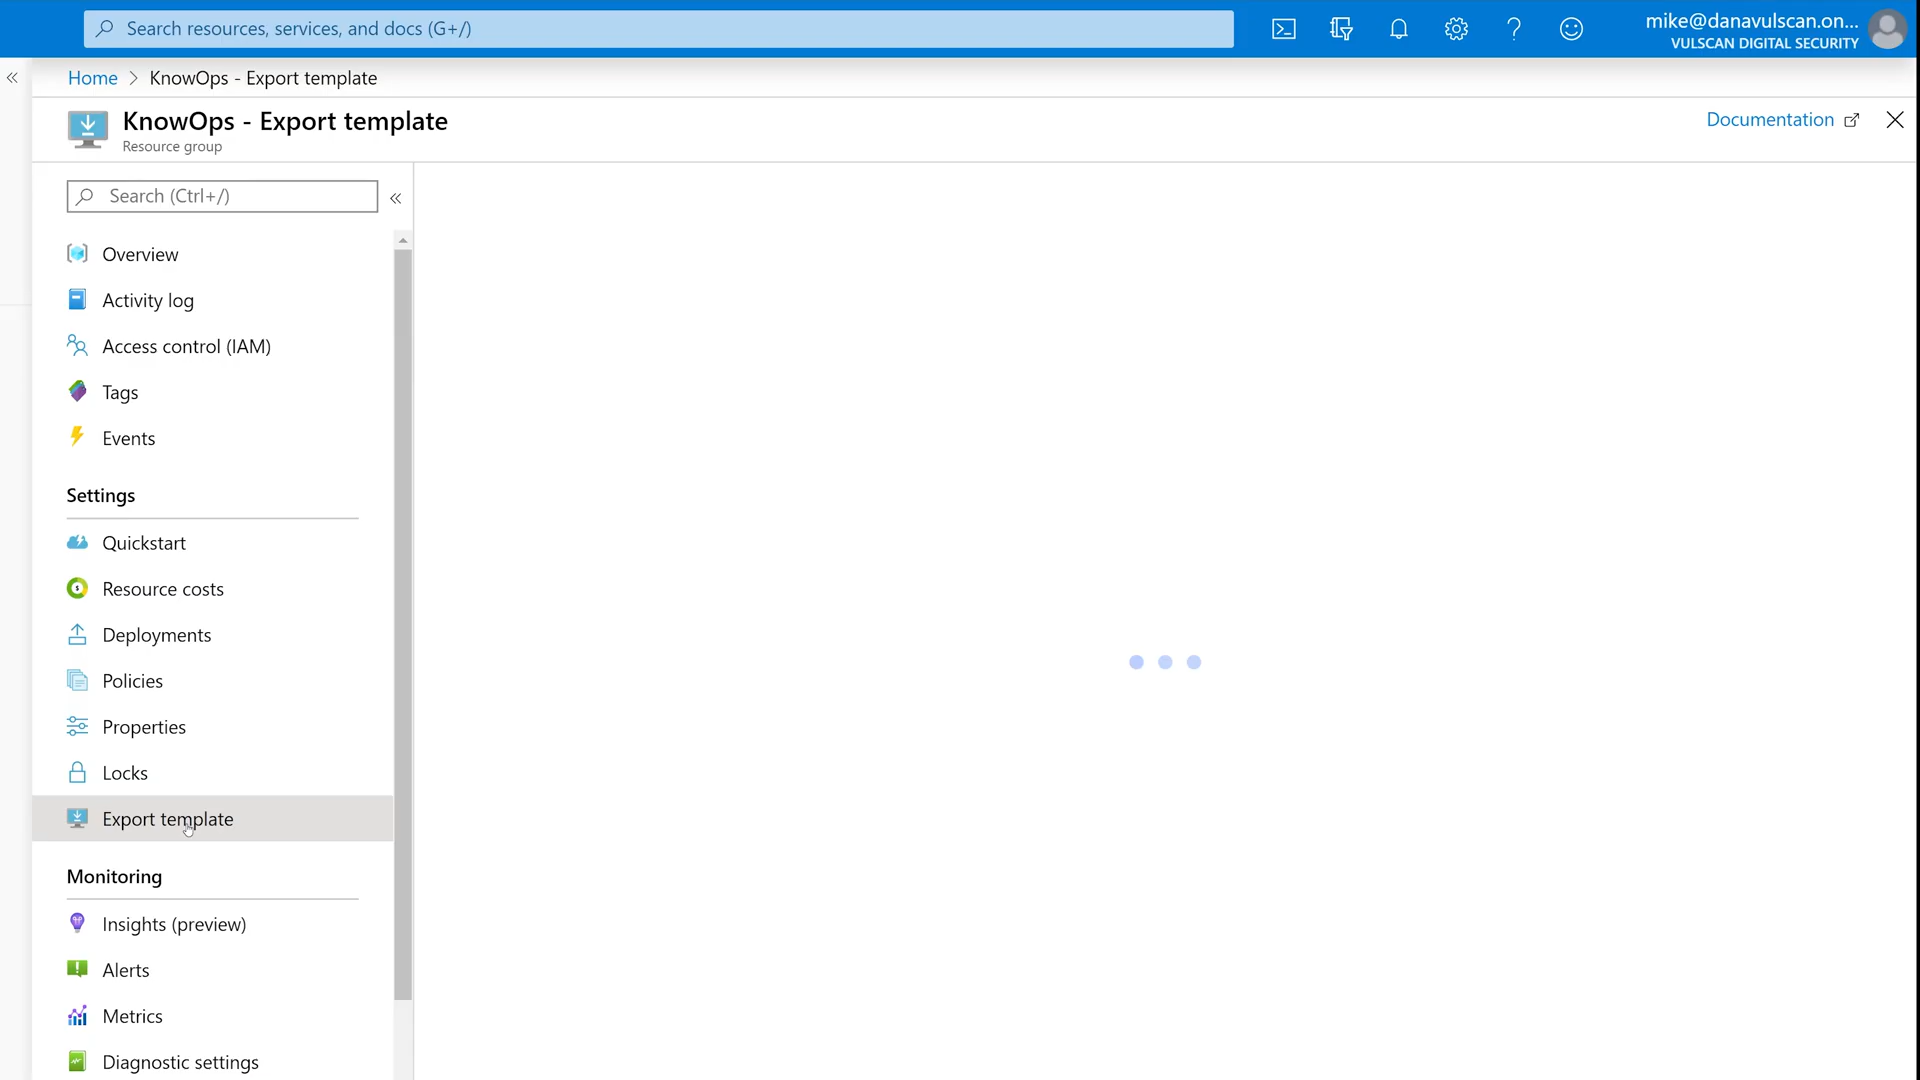 Search resources, services, and docs (G+/)
mike@danavulscan.on...
VULSCAN DIGITAL SECURITY
Home > KnowOps - Export template
KnowOps - Export template
Resource group
Documentation
Search (Ctrl+/)
Overview
Activity log
Access control (IAM)
Tags
Events
Settings
Quickstart
Resource costs
Deployments
Policies
Properties
Locks
Export template
Monitoring
Insights (preview)
Alerts
Metrics
Diagnostic settings